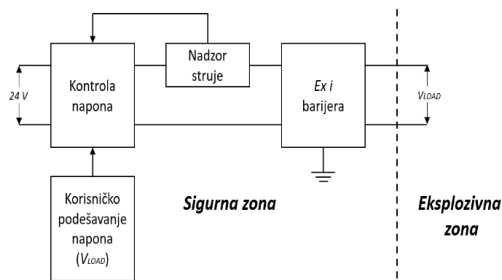 Nadzor
struje
24 V
Kontrola
napona
Ex i
barijera
VLOAD
Korisničko
podešavanje
napona
(VLOAD)
Sigurna zona
Eksplozivna
zona